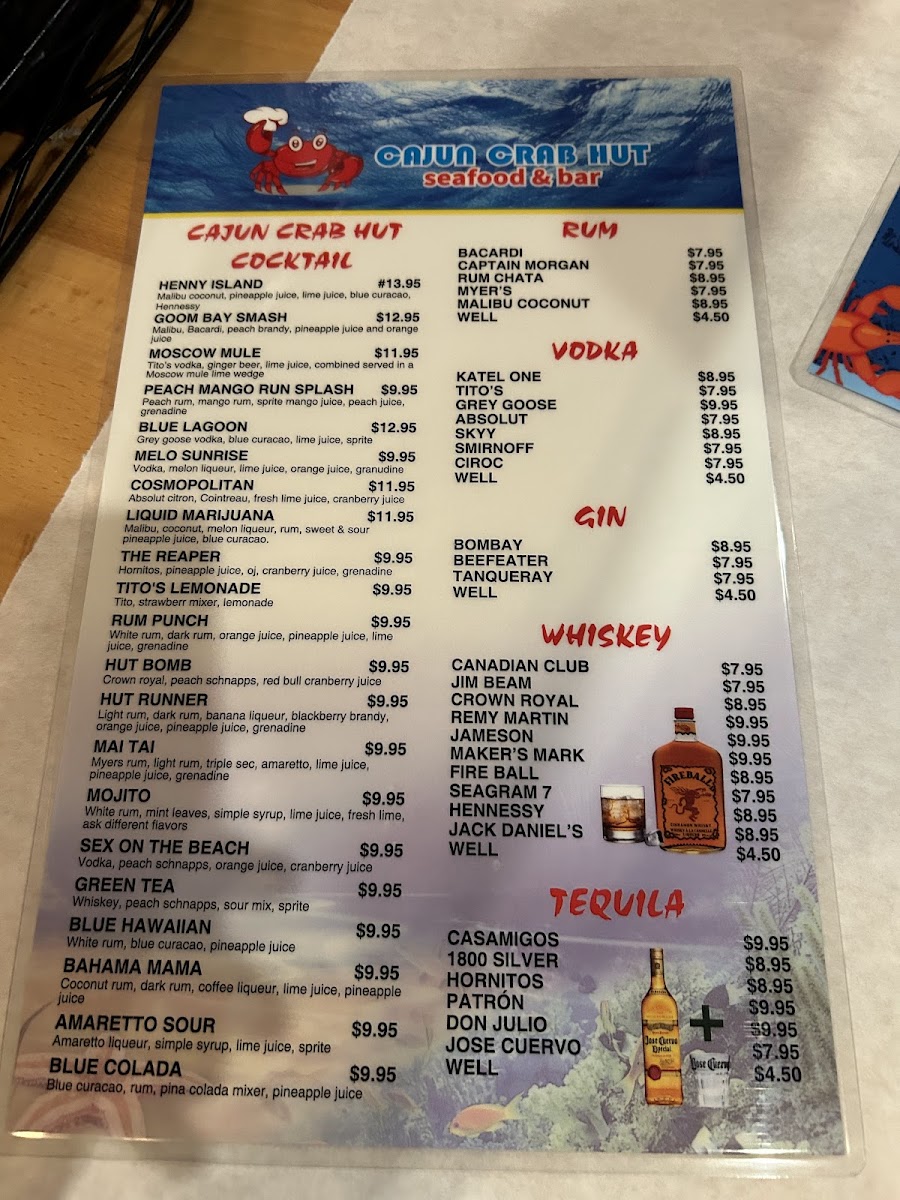 CAJUN CRAB HUT
seafood & bar
CAJUN CRAB HUT
COCKTAIL
HENNY ISLAND #13.95
Malibu coconut, pineapple juice, lime juice, blue curacao,
Hennessy
GOOM BAY SMASH $12.95
Malibu, Bacardi, peach brandy, pineapple juice and orange
juice
MOSCOW MULE $11.95
Tito's vodka, ginger beer, lime juice, combined served in a
Moscow mule lime wedge
PEACH MANGO RUN SPLASH $9.95
Peach rum, mango rum, sprite mango juice, peach juice,
grenadine
BLUE LAGOON $12.95
Grey goose vodka, blue curacao, lime juice, sprite
MELO SUNRISE $9.95
Vodka, melon liqueur, lime juice, orange juice, granudine
COSMOPOLITAN $11.95
Absolut citron, Cointreau, fresh lime juice, cranberry juice
LIQUID MARIJUANA $11.95
Malibu, coconut, melon liqueur, rum, sweet & sour
pineapple juice, blue curacao.
THE REAPER $9.95
Hornitos, pineapple juice, oj, cranberry juice, grenadine
TITO'S LEMONADE $9.95
Tito, strawberr mixer, lemonade
RUM PUNCH $9.95
White rum, dark rum, orange juice, pineapple juice, lime
juice, grenadine
HUT BOMB $9.95
Crown royal, peach schnapps, red bull cranberry juice
HUT RUNNER $9.95
Light rum, dark rum, banana liqueur, blackberry brandy,
orange juice, pineapple juice, grenadine
MAI TAI $9.95
Myers rum, light rum, triple sec, amaretto, lime juice,
pineapple juice, grenadine
MOJITO $9.95
White rum, mint leaves, simple syrup, lime juice, fresh lime,
ask different flavors
SEX ON THE BEACH $9.95
Vodka, peach schnapps, orange juice, cranberry juice
GREEN TEA $9.95
Whiskey, peach schnapps, sour mix, sprite
BLUE HAWAIIAN $9.95
White rum, blue curacao, pineapple juice
BAHAMA MAMA $9.95
Coconut rum, dark rum, coffee liqueur, lime juice, pineapple
juice
AMARETTO SOUR $9.95
Amaretto liqueur, simple syrup, lime juice, sprite
BLUE COLADA $9.95
Blue curacao, rum, pina colada mixer, pineapple juice
RUM
BACARDI $7.95
CAPTAIN MORGAN $7.95
RUM CHATA $8.95
MYER'S $7.95
MALIBU COCONUT $8.95
WELL $4.50
VODKA
KATEL ONE $8.95
TITO'S $7.95
GREY GOOSE $9.95
ABSOLUT $7.95
SKYY $8.95
SMIRNOFF $7.95
CIROC $7.95
WELL $4.50
GIN
BOMBAY $8.95
BEEFEATER $7.95
TANQUERAY $7.95
WELL $4.50
WHISKEY
CANADIAN CLUB $7.95
JIM BEAM $7.95
CROWN ROYAL $8.95
REMY MARTIN $9.95
JAMESON $9.95
MAKER'S MARK $9.95
FIRE BALL $8.95
SEAGRAM 7 $7.95
HENNESSY $8.95
JACK DANIEL'S $8.95
WELL $4.50
FIREBALL
TEQUILA
CASAMIGOS $9.95
1800 SILVER $8.95
HORNITOS $8.95
PATRÓN $9.95
DON JULIO $9.95
JOSE CUERVO $7.95
WELL $4.50
Jose Cuervo
Especial
+
Jose Cuervo